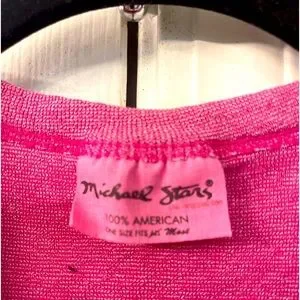 Michael Stars
100% AMERICAN
ONE SIZE FITS Most